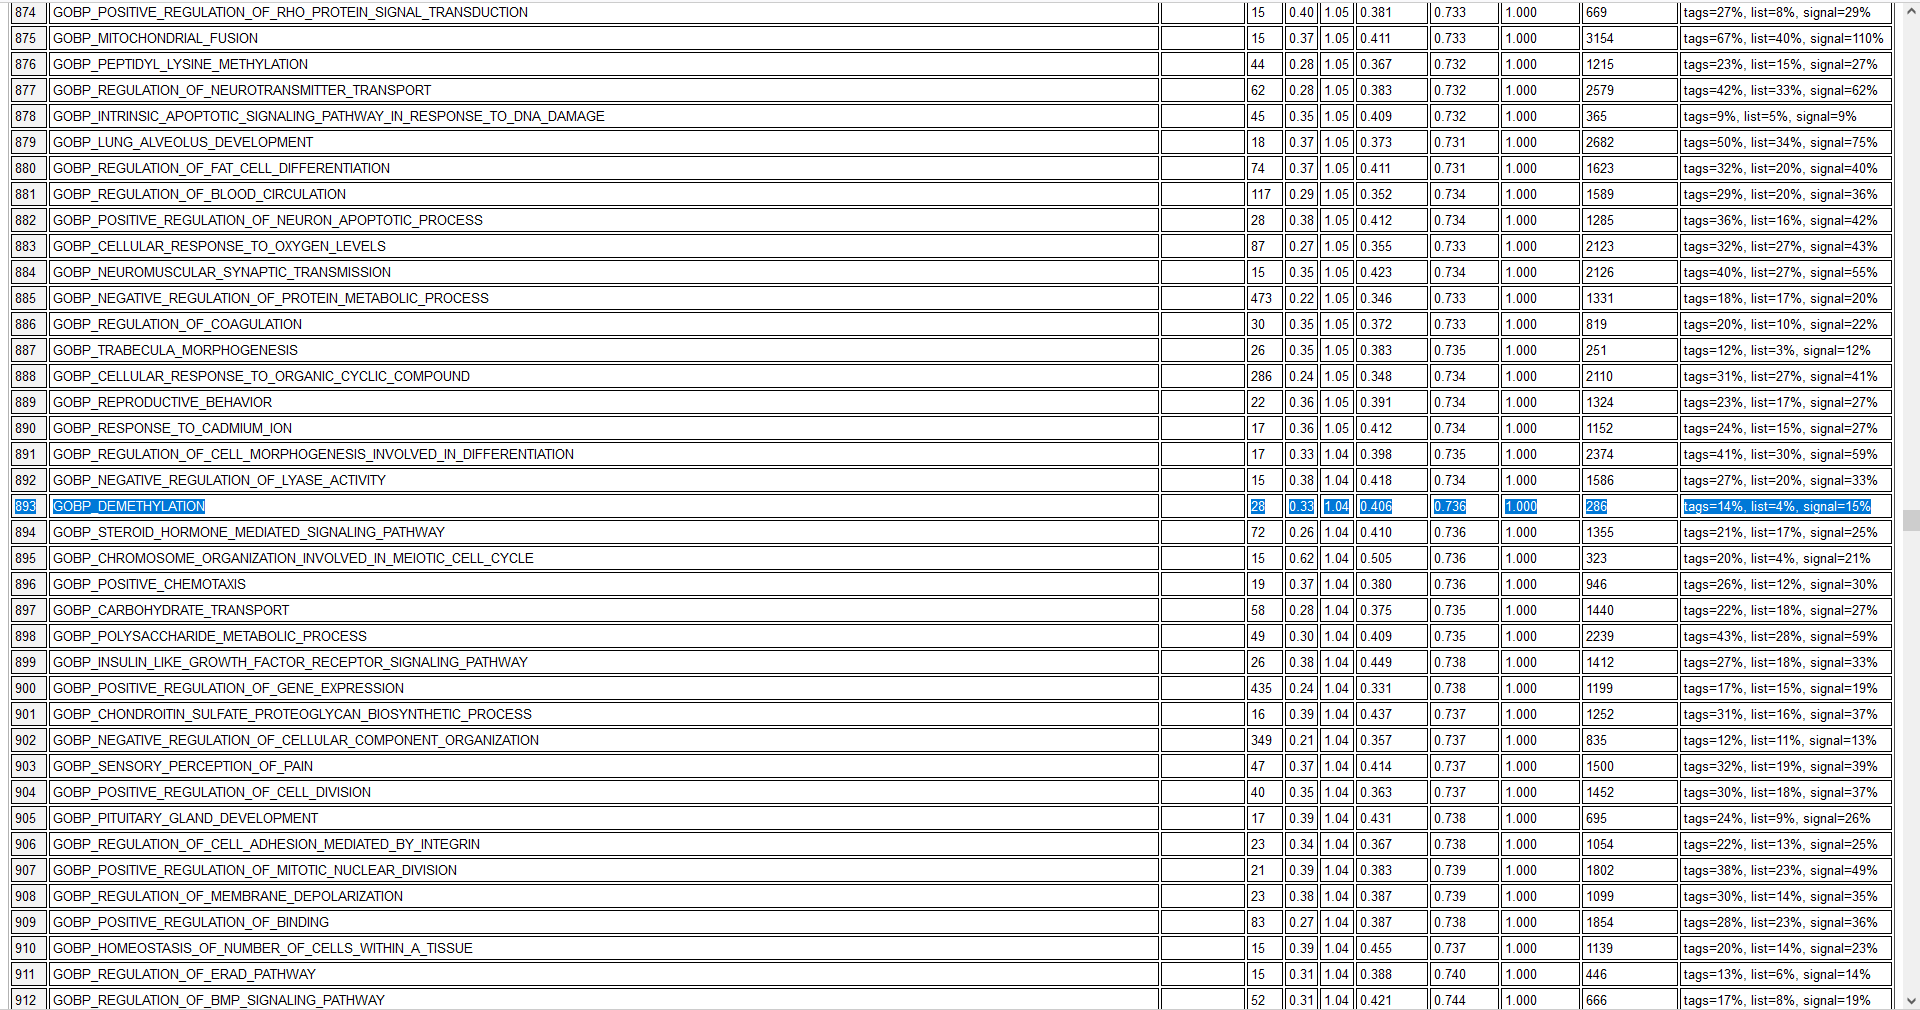 874 GOBP_POSITIVE_REGULATION_OF_RHO_PROTEIN_SIGNAL_TRANSDUCTION 15 0.40 1.05 0.381 0.733 1.000 669 tags=27%, list=8%, signal=29%
875 GOBP_MITOCHONDRIAL_FUSION 15 0.37 1.05 0.411 0.733 1.000 3154 tags=67%, list=40%, signal=110%
876 GOBP_PEPTIDYL_LYSINE_METHYLATION 44 0.28 1.05 0.367 0.732 1.000 1215 tags=23%, list=15%, signal=27%
877 GOBP_REGULATION_OF_NEUROTRANSMITTER_TRANSPORT 62 0.28 1.05 0.383 0.732 1.000 2579 tags=42%, list=33%, signal=62%
878 GOBP_INTRINSIC_APOPTOTIC_SIGNALING_PATHWAY_IN_RESPONSE_TO_DNA_DAMAGE 45 0.35 1.05 0.409 0.732 1.000 365 tags=9%, list=5%, signal=9%
879 GOBP_LUNG_ALVEOLUS_DEVELOPMENT 18 0.37 1.05 0.373 0.731 1.000 2682 tags=50%, list=34%, signal=75%
880 GOBP_REGULATION_OF_FAT_CELL_DIFFERENTIATION 74 0.37 1.05 0.411 0.731 1.000 1623 tags=32%, list=20%, signal=40%
881 GOBP_REGULATION_OF_BLOOD_CIRCULATION 117 0.29 1.05 0.352 0.734 1.000 1589 tags=29%, list=20%, signal=36%
882 GOBP_POSITIVE_REGULATION_OF_NEURON_APOPTOTIC_PROCESS 28 0.38 1.05 0.412 0.734 1.000 1285 tags=36%, list=16%, signal=42%
883 GOBP_CELLULAR_RESPONSE_TO_OXYGEN_LEVELS 87 0.27 1.05 0.355 0.733 1.000 2123 tags=32%, list=27%, signal=43%
884 GOBP_NEUROMUSCULAR_SYNAPTIC_TRANSMISSION 15 0.35 1.05 0.423 0.734 1.000 2126 tags=40%, list=27%, signal=55%
885 GOBP_NEGATIVE_REGULATION_OF_PROTEIN_METABOLIC_PROCESS 473 0.22 1.05 0.346 0.733 1.000 1331 tags=18%, list=17%, signal=20%
886 GOBP_REGULATION_OF_COAGULATION 30 0.35 1.05 0.372 0.733 1.000 819 tags=20%, list=10%, signal=22%
887 GOBP_TRABECULA_MORPHOGENESIS 26 0.35 1.05 0.383 0.735 1.000 251 tags=12%, list=3%, signal=12%
888 GOBP_CELLULAR_RESPONSE_TO_ORGANIC_CYCLIC_COMPOUND 286 0.24 1.05 0.348 0.734 1.000 2110 tags=31%, list=27%, signal=41%
889 GOBP_REPRODUCTIVE_BEHAVIOR 22 0.36 1.05 0.391 0.734 1.000 1324 tags=23%, list=17%, signal=27%
890 GOBP_RESPONSE_TO_CADMIUM_ION 17 0.36 1.05 0.412 0.734 1.000 1152 tags=24%, list=15%, signal=27%
891 GOBP_REGULATION_OF_CELL_MORPHOGENESIS_INVOLVED_IN_DIFFERENTIATION 17 0.33 1.04 0.398 0.735 1.000 2374 tags=41%, list=30%, signal=59%
892 GOBP_NEGATIVE_REGULATION_OF_LYASE_ACTIVITY 15 0.38 1.04 0.418 0.734 1.000 1586 tags=27%, list=20%, signal=33%
893 GOBP_DEMETHYLATION 28 0.33 1.04 0.406 0.736 1.000 286 tags=14%, list=4%, signal=15%
894 GOBP_STEROID_HORMONE_MEDIATED_SIGNALING_PATHWAY 72 0.26 1.04 0.410 0.736 1.000 1355 tags=21%, list=17%, signal=25%
895 GOBP_CHROMOSOME_ORGANIZATION_INVOLVED_IN_MEIOTIC_CELL_CYCLE 15 0.62 1.04 0.505 0.736 1.000 323 tags=20%, list=4%, signal=21%
896 GOBP_POSITIVE_CHEMOTAXIS 19 0.37 1.04 0.380 0.736 1.000 946 tags=26%, list=12%, signal=30%
897 GOBP_CARBOHYDRATE_TRANSPORT 58 0.28 1.04 0.375 0.735 1.000 1440 tags=22%, list=18%, signal=27%
898 GOBP_POLYSACCHARIDE_METABOLIC_PROCESS 49 0.30 1.04 0.409 0.735 1.000 2239 tags=43%, list=28%, signal=59%
899 GOBP_INSULIN_LIKE_GROWTH_FACTOR_RECEPTOR_SIGNALING_PATHWAY 26 0.38 1.04 0.449 0.738 1.000 1412 tags=27%, list=18%, signal=33%
900 GOBP_POSITIVE_REGULATION_OF_GENE_EXPRESSION 435 0.24 1.04 0.331 0.738 1.000 1199 tags=17%, list=15%, signal=19%
901 GOBP_CHONDROITIN_SULFATE_PROTEOGLYCAN_BIOSYNTHETIC_PROCESS 16 0.39 1.04 0.437 0.737 1.000 1252 tags=31%, list=16%, signal=37%
902 GOBP_NEGATIVE_REGULATION_OF_CELLULAR_COMPONENT_ORGANIZATION 349 0.21 1.04 0.357 0.737 1.000 835 tags=12%, list=11%, signal=13%
903 GOBP_SENSORY_PERCEPTION_OF_PAIN 47 0.37 1.04 0.414 0.737 1.000 1500 tags=32%, list=19%, signal=39%
904 GOBP_POSITIVE_REGULATION_OF_CELL_DIVISION 40 0.35 1.04 0.363 0.737 1.000 1452 tags=30%, list=18%, signal=37%
905 GOBP_PITUITARY_GLAND_DEVELOPMENT 17 0.39 1.04 0.431 0.738 1.000 695 tags=24%, list=9%, signal=26%
906 GOBP_REGULATION_OF_CELL_ADHESION_MEDIATED_BY_INTEGRIN 23 0.34 1.04 0.367 0.738 1.000 1054 tags=22%, list=13%, signal=25%
907 GOBP_POSITIVE_REGULATION_OF_MITOTIC_NUCLEAR_DIVISION 21 0.39 1.04 0.383 0.739 1.000 1802 tags=38%, list=23%, signal=49%
908 GOBP_REGULATION_OF_MEMBRANE_DEPOLARIZATION 23 0.38 1.04 0.387 0.739 1.000 1099 tags=30%, list=14%, signal=35%
909 GOBP_POSITIVE_REGULATION_OF_BINDING 83 0.27 1.04 0.387 0.738 1.000 1854 tags=28%, list=23%, signal=36%
910 GOBP_HOMEOSTASIS_OF_NUMBER_OF_CELLS_WITHIN_A_TISSUE 15 0.39 1.04 0.455 0.737 1.000 1139 tags=20%, list=14%, signal=23%
911 GOBP_REGULATION_OF_ERAD_PATHWAY 15 0.31 1.04 0.388 0.740 1.000 446 tags=13%, list=6%, signal=14%
912 GOBP_REGULATION_OF_BMP_SIGNALING_PATHWAY 52 0.31 1.04 0.421 0.744 1.000 666 tags=17%, list=8%, signal=19%